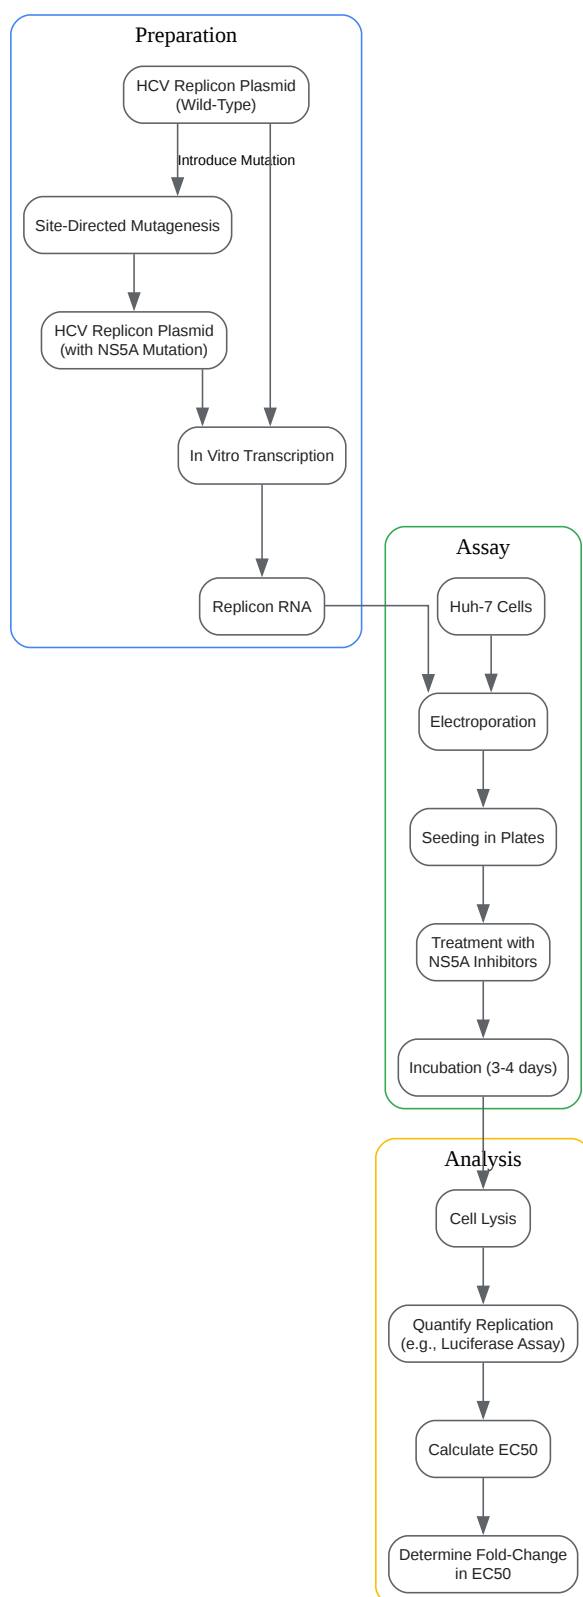 Preparation
HCV Replicon Plasmid
(Wild-Type)
Introduce Mutation
Site-Directed Mutagenesis
HCV Replicon Plasmid
(with NS5A Mutation)
In Vitro Transcription
Replicon RNA
Assay
Huh-7 Cells
Electroporation
Seeding in Plates
Treatment with
NS5A Inhibitors
Incubation (3-4 days)
Analysis
Cell Lysis
Quantify Replication
(e.g., Luciferase Assay)
Calculate EC50
Determine Fold-Change
in EC50